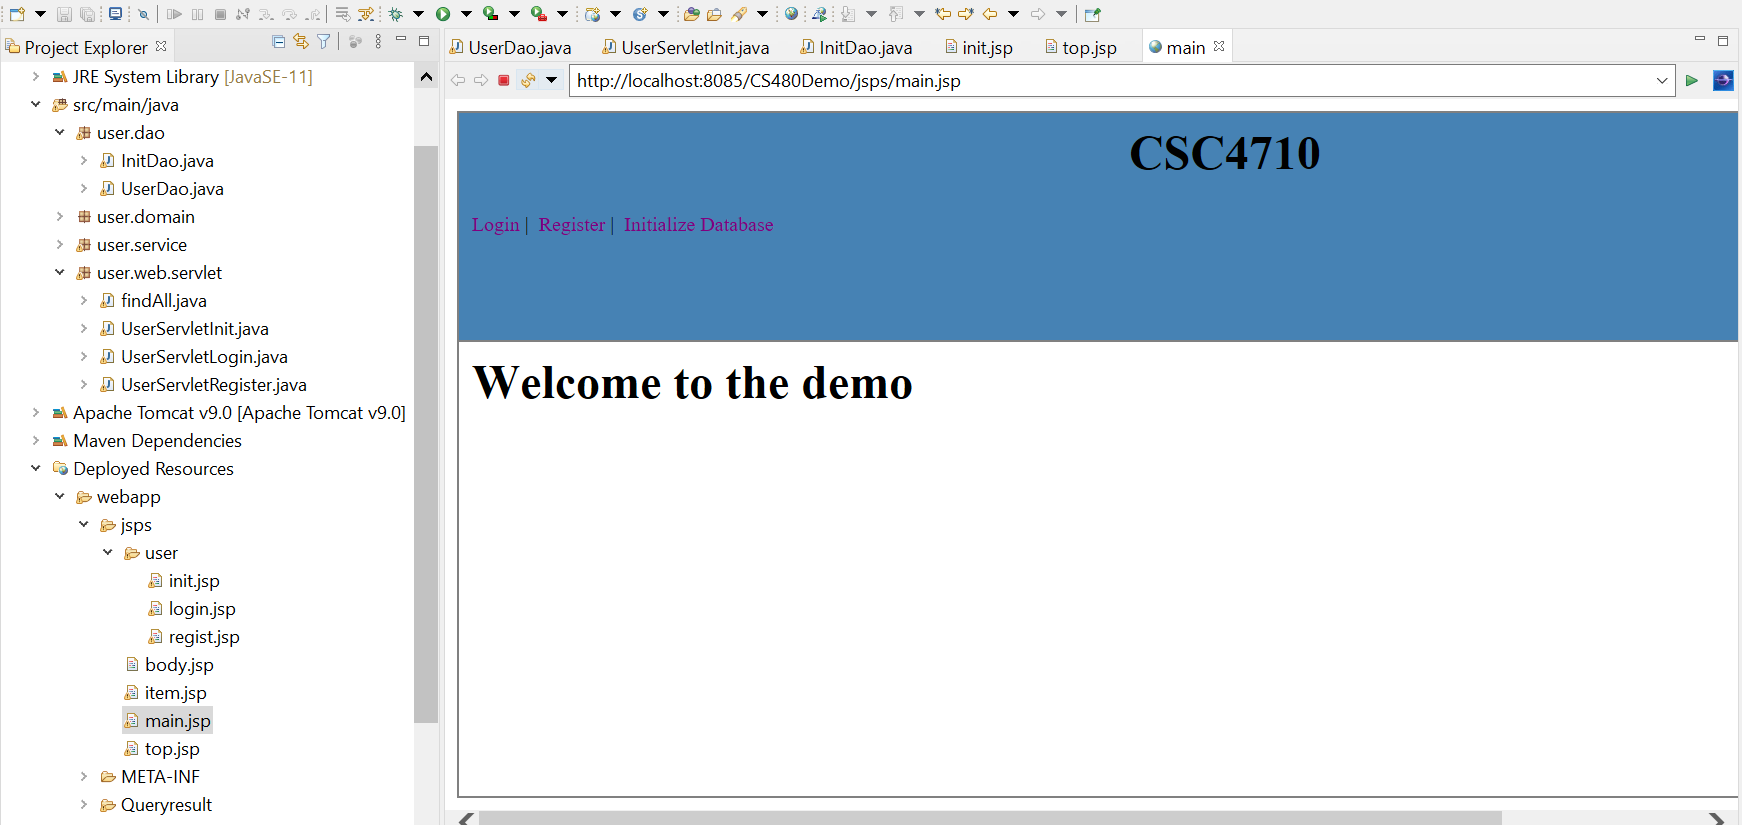 Project Explorer
JRE System Library [JavaSE-11]
src/main/java
user.dao
InitDao.java
UserDao.java
user.domain
user.service
user.web.servlet
findAll.java
UserServletInit.java
UserServletLogin.java
UserServletRegister.java
Apache Tomcat v9.0 [Apache Tomcat v9.0]
Maven Dependencies
Deployed Resources
webapp
jsps
user
init.jsp
login.jsp
regist.jsp
body.jsp
item.jsp
main.jsp
top.jsp
META-INF
Queryresult
UserDao.java UserServletInit.java InitDao.java init.jsp top.jsp main
http://localhost:8085/CS480Demo/jsps/main.jsp
CSC4710
Login | Register | Initialize Database
Welcome to the demo